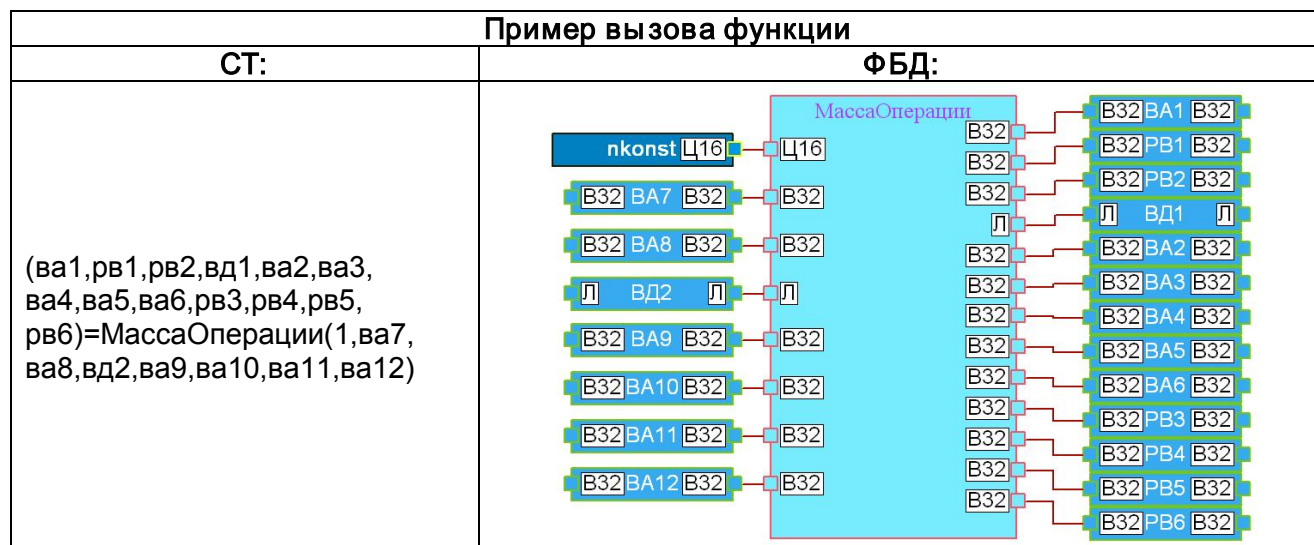 Пример вызова функции
СТ:
ФБД:
(ва1,рв1,рв2,вд1,ва2,ва3,
ва4,ва5,ва6,рв3,рв4,рв5,
рв6)=МассаОперации(1,ва7,
ва8,вд2,ва9,ва10,ва11,ва12)
МассаОперации
nkonst Ц16
В32 ВА7 В32
В32 ВА8 В32
Л ВД2 Л
В32 ВА9 В32
В32 ВА10 В32
В32 ВА11 В32
В32 ВА12 В32
Ц16
В32
В32
Л
В32
В32
В32
В32
В32
В32
В32
Л
В32
В32
В32
В32
В32
В32
В32
В32
В32
В32 ВА1 В32
В32 РВ1 В32
В32 РВ2 В32
Л ВД1 Л
В32 ВА2 В32
В32 ВА3 В32
В32 ВА4 В32
В32 ВА5 В32
В32 ВА6 В32
В32 РВ3 В32
В32 РВ4 В32
В32 РВ5 В32
В32 РВ6 В32